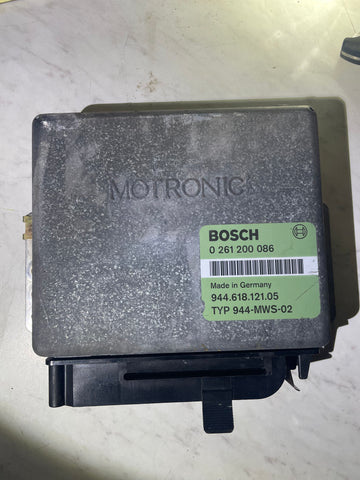 MOTRONIC
BOSCH
0 261 200 086
Made in Germany
944.618.121.05
TYP 944-MWS-02